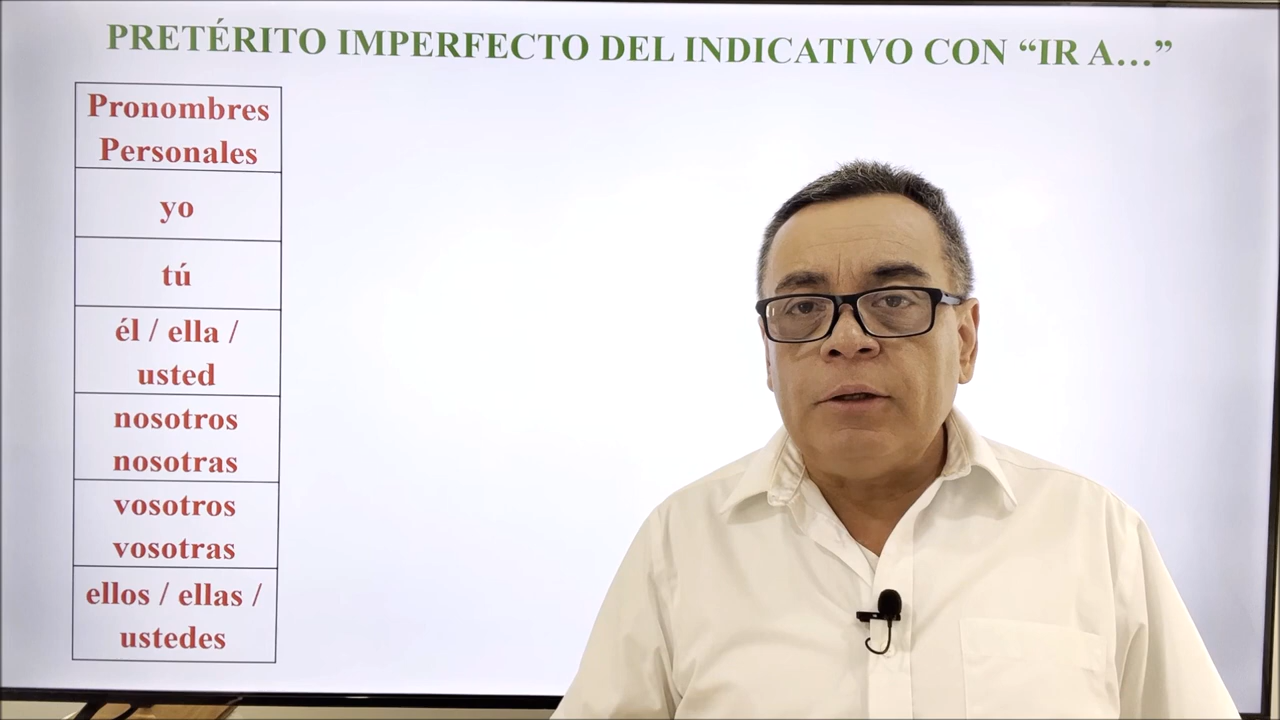 PRETÉRITO IMPERFECTO DEL INDICATIVO CON “IR A…”
Pronombres
Personales
yo
tú
él / ella /
usted
nosotros
nosotras
vosotros
vosotras
ellos / ellas /
ustedes